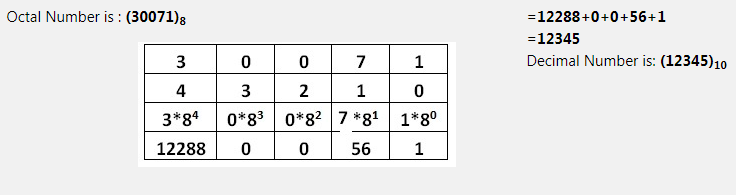 Octal Number is : (30071)₈
3 0 0 7 1
4 3 2 1 0
3*8⁴ 0*8³ 0*8² 7 *8¹ 1*8⁰
12288 0 0 56 1
=12288+0+0+56+1
=12345
Decimal Number is: (12345)₁₀